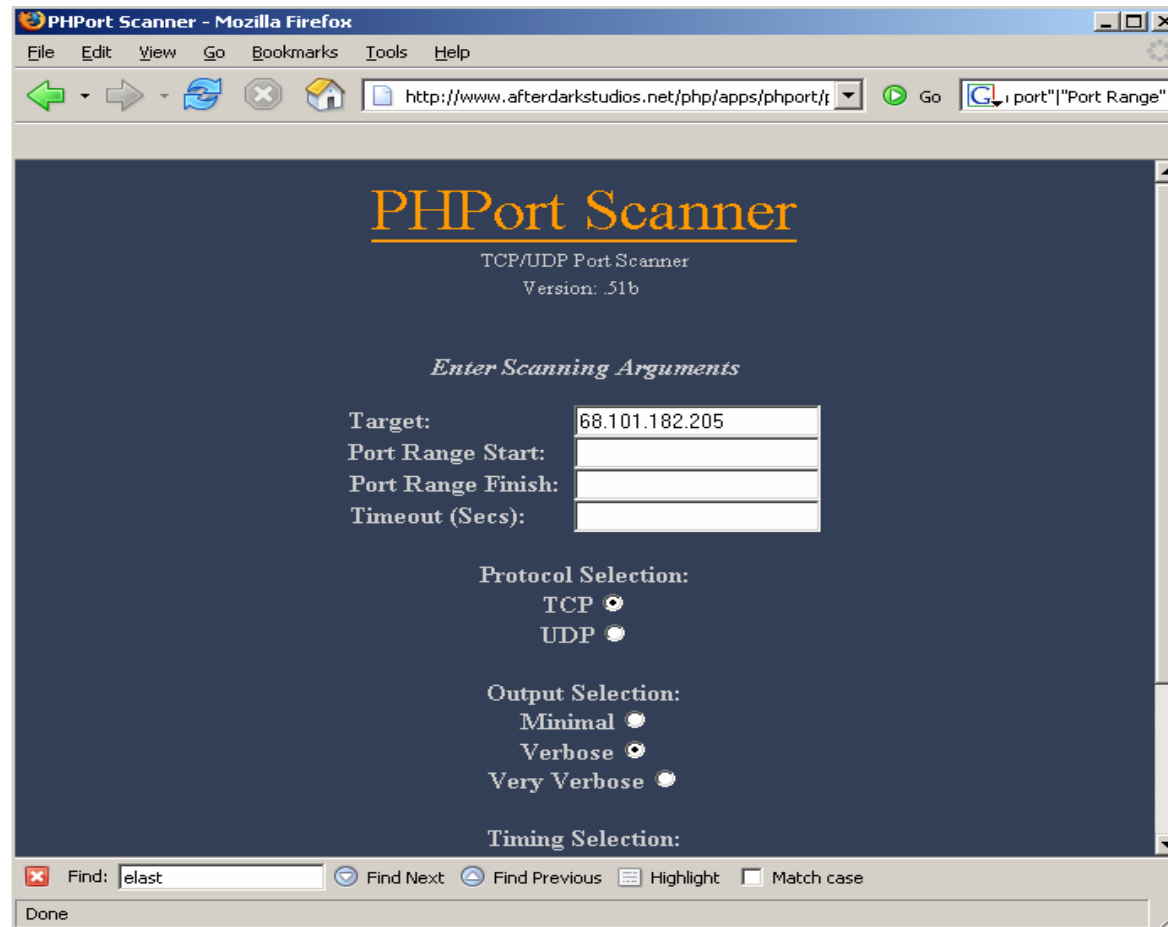 PHPort Scanner - Mozilla Firefox
File Edit View Go Bookmarks Tools Help
http://www.afterdarkstudios.net/php/apps/phport/ Go port"|"Port Range"
PHPort Scanner
TCP/UDP Port Scanner
Version: .51b
Enter Scanning Arguments
Target: 68.101.182.205
Port Range Start:
Port Range Finish:
Timeout (Secs):
Protocol Selection:
TCP
UDP
Output Selection:
Minimal
Verbose
Very Verbose
Timing Selection:
Find: elast Find Next Find Previous Highlight Match case
Done